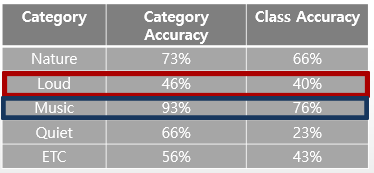 Category Category Accuracy Class Accuracy
Nature 73% 66%
Loud 46% 40%
Music 93% 76%
Quiet 66% 23%
ETC 56% 43%